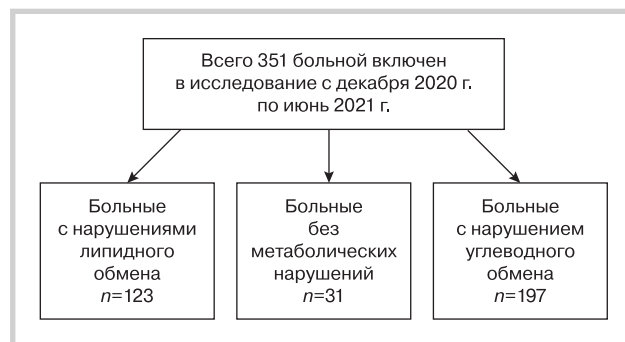 Всего 351 больной включен
в исследование с декабря 2020 г.
по июнь 2021 г.
Больные
с нарушениями
липидного
обмена
n=123
Больные
без
метаболических
нарушений
n=31
Больные
с нарушением
углеводного
обмена
n=197